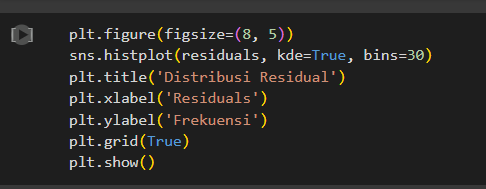 plt.figure(figsize=(8, 5))
sns.histplot(residuals, kde=True, bins=30)
plt.title('Distribusi Residual')
plt.xlabel('Residuals')
plt.ylabel('Frekuensi')
plt.grid(True)
plt.show()